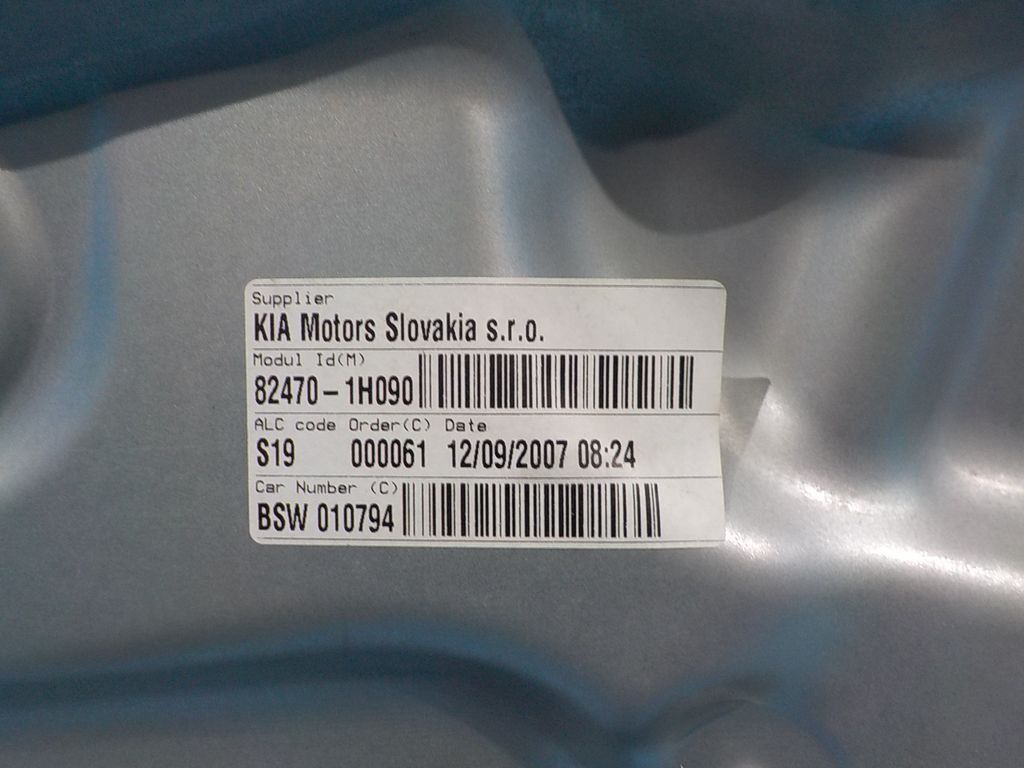 Supplier
KIA Motors Slovakia s.r.o.
Modul Id(M)
82470-1H090
ALC code Order(C) Date
S19 000061 12/09/2007 08:24
Car Number (C)
BSW 010794